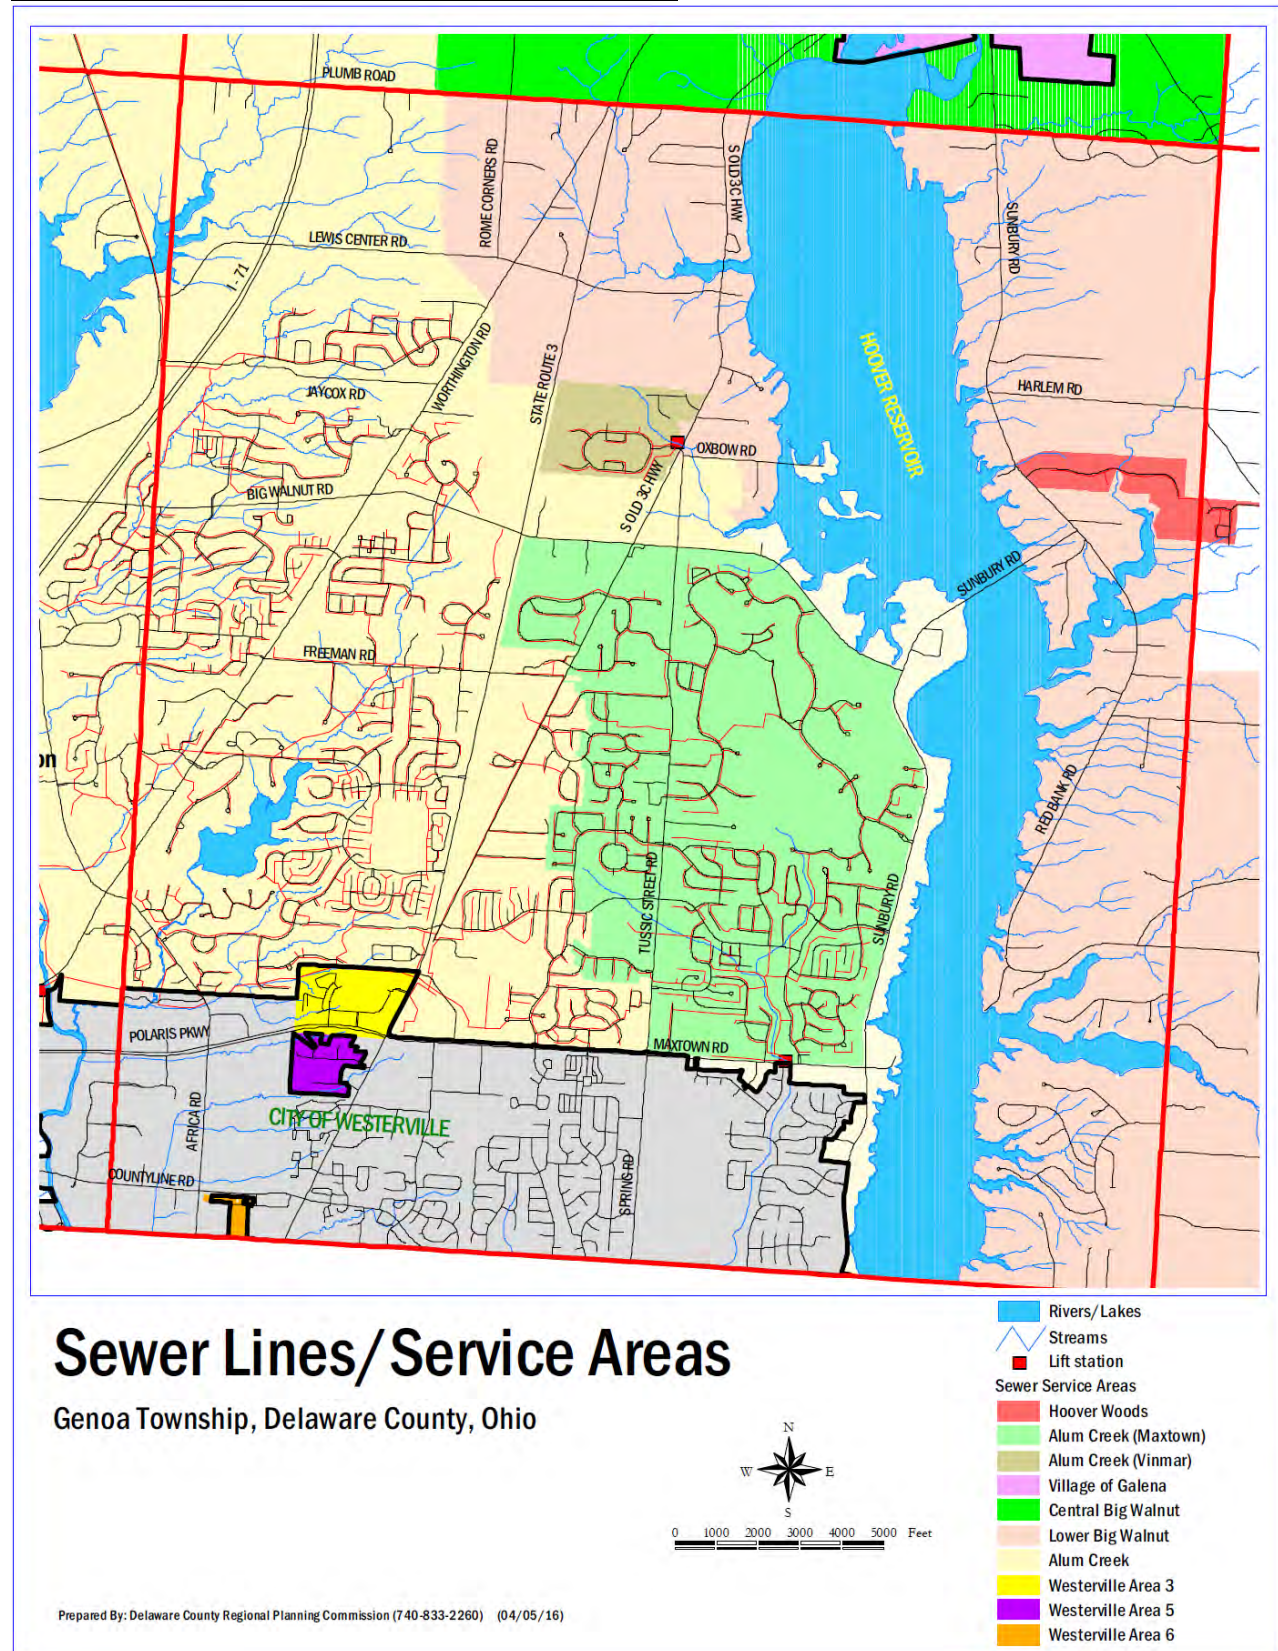 PLUMB ROAD
ROME CORNERS RD
S OLD 3C HWY
SUNBURY RD
LEWIS CENTER RD
I - 71
WORTHINGTON RD
STATE ROUTE 3
HOOVER RESERVOIR
JAYCOX RD
HARLEM RD
OXBOW RD
S OLD 3C HWY
BIG WALNUT RD
SUNBURY RD
FREEMAN RD
on
RED BANK RD
TUSSIC STREET RD
SUNBURY RD
POLARIS PKWY
MAXTOWN RD
AFRICA RD
CITY OF WESTERVILLE
COUNTYLINE RD
SPRING RD
Sewer Lines/Service Areas
Genoa Township, Delaware County, Ohio
N
W E
S
0 1000 2000 3000 4000 5000 Feet
Rivers/Lakes
Streams
Lift station
Sewer Service Areas
Hoover Woods
Alum Creek (Maxtown)
Alum Creek (Vinmar)
Village of Galena
Central Big Walnut
Lower Big Walnut
Alum Creek
Westerville Area 3
Westerville Area 5
Westerville Area 6
Prepared By: Delaware County Regional Planning Commission (740-833-2260) (04/05/16)